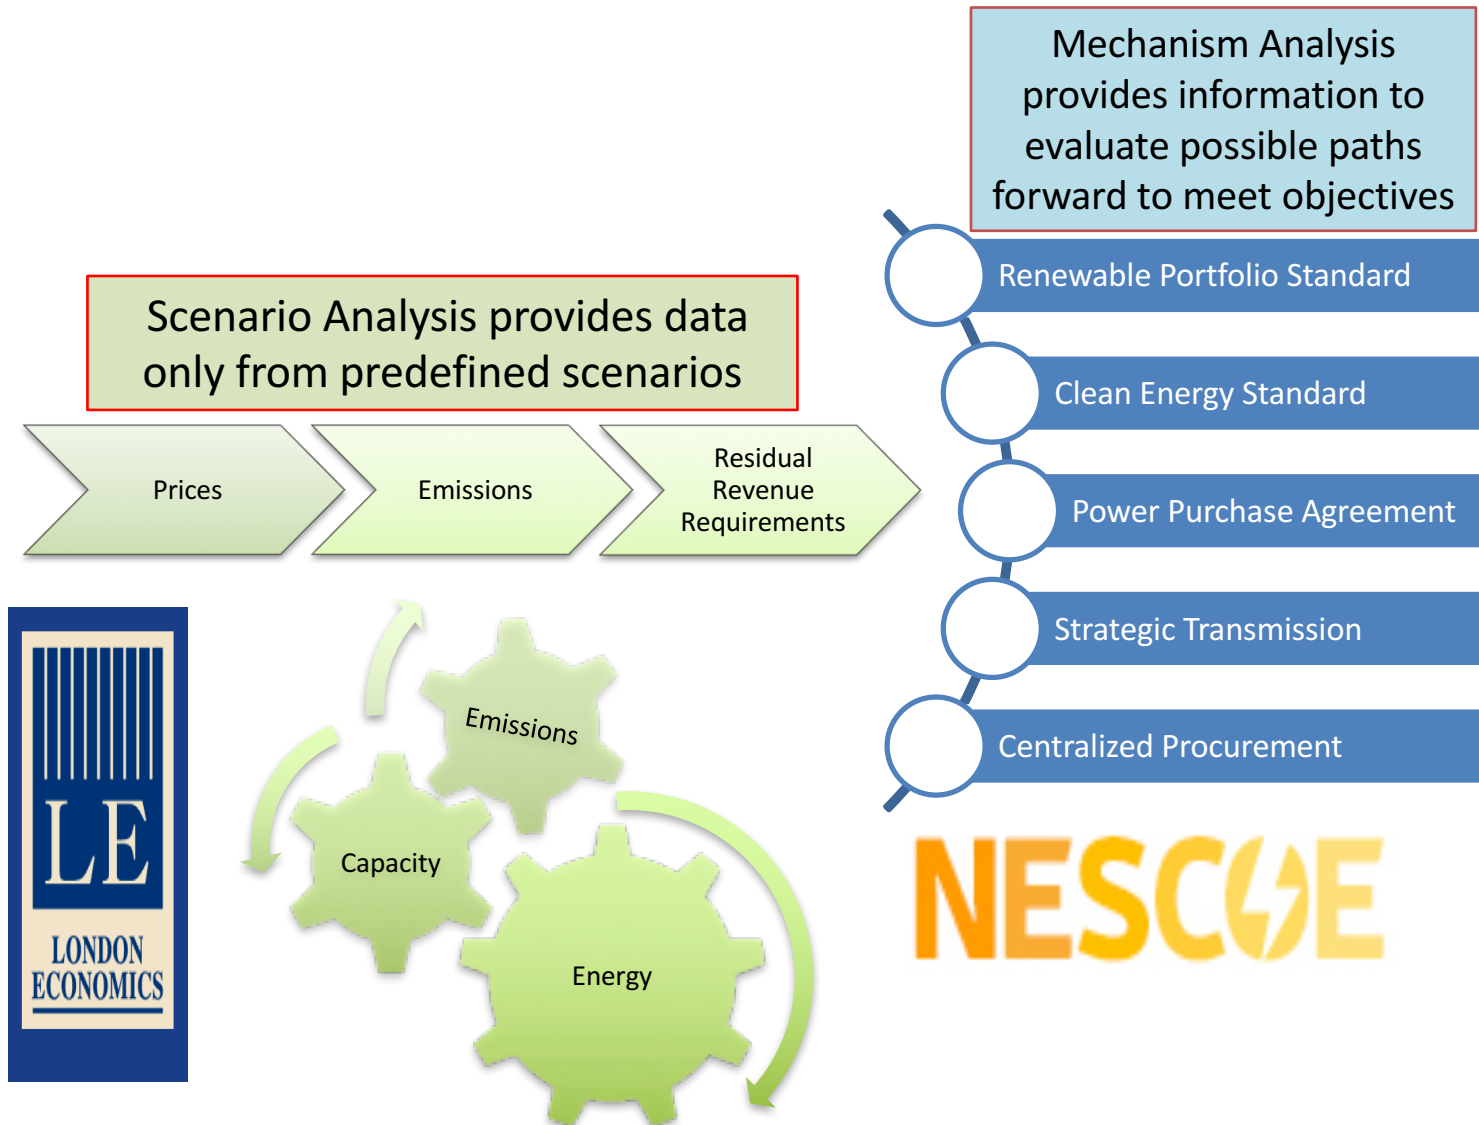 Mechanism Analysis
provides information to
evaluate possible paths
forward to meet objectives
Scenario Analysis provides data
only from predefined scenarios
Prices
Emissions
Residual
Revenue
Requirements
Renewable Portfolio Standard
Clean Energy Standard
Power Purchase Agreement
Strategic Transmission
Centralized Procurement
Emissions
Capacity
Energy
LE
LONDON
ECONOMICS
NESCOE